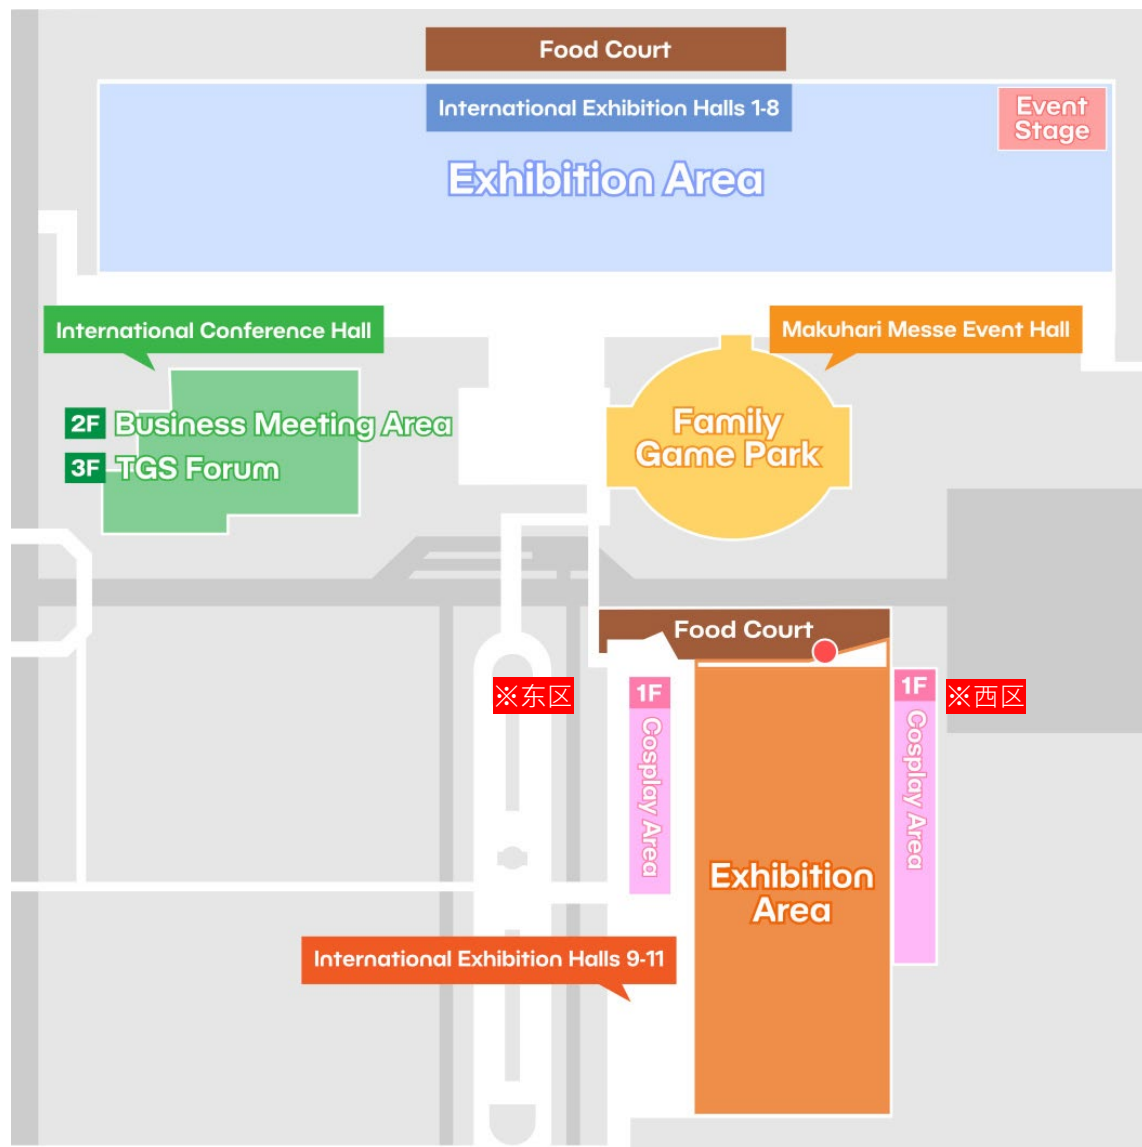 Food Court
International Exhibition Halls 1-8
Event
Stage
Exhibition Area
International Conference Hall
Makuhari Messe Event Hall
2F Business Meeting Area
3F TGS Forum
Family
Game Park
Food Court
※东区
1F
Cosplay Area
1F
Cosplay Area
※西区
Exhibition
Area
International Exhibition Halls 9-11